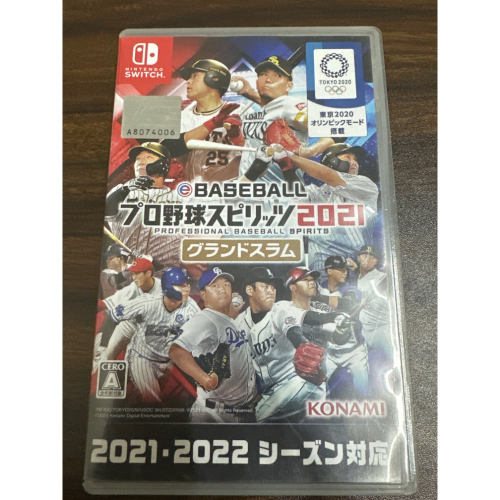 NINTENDO
SWITCH™
TOKYO 2020
東京2020
オリンピックモード
搭載
A8074006
25
eBASEBALL
プロ野球スピリッツ2021
PROFESSIONAL BASEBALL SPIRITS
グランドスラム
CERO
A
KONAMI
2021・2022 シーズン対応